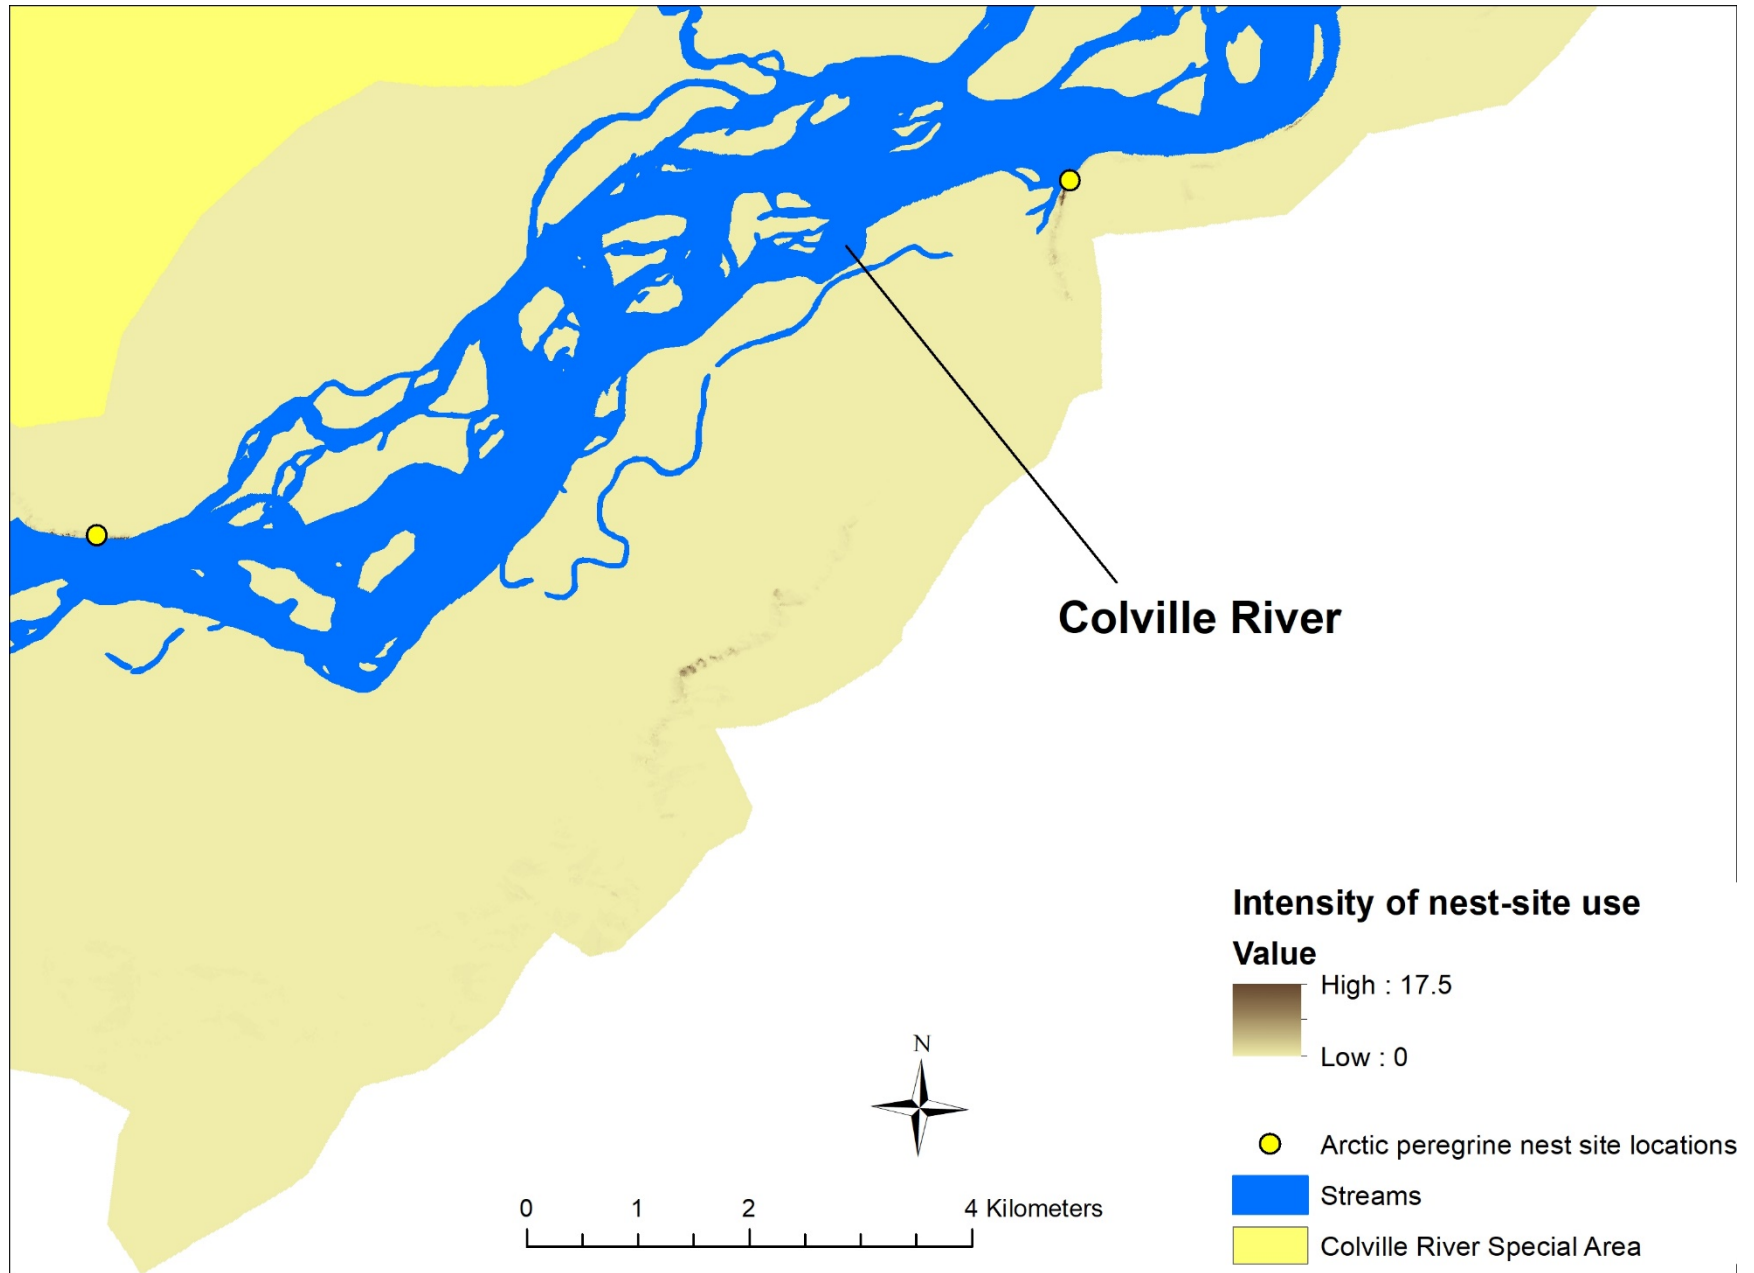 Colville River
Intensity of nest-site use
Value
High : 17.5
Low : 0
N
Arctic peregrine nest site locations
0 1 2 4 Kilometers
Streams
Colville River Special Area